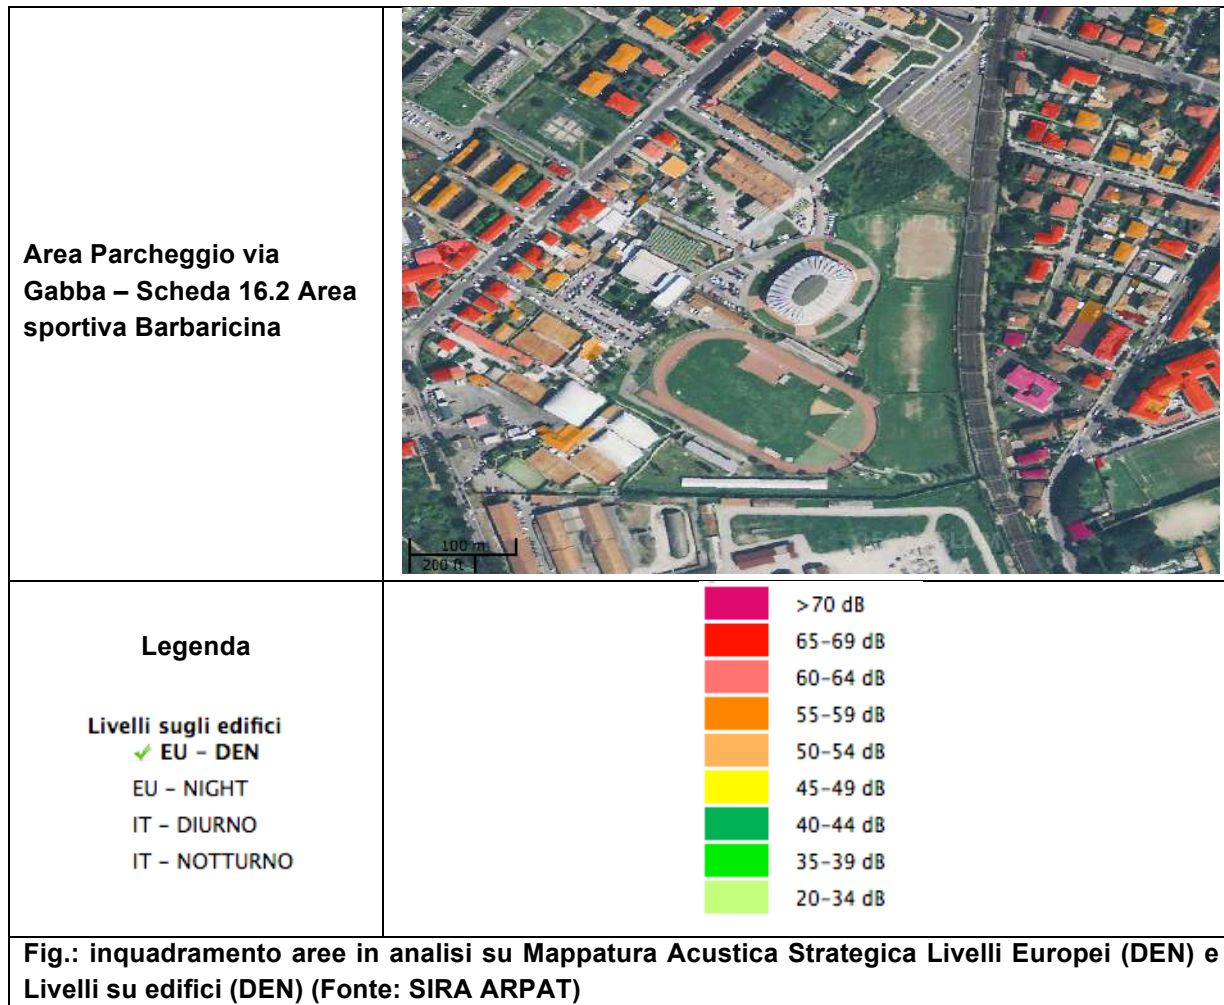 Area Parcheggio via
Gabba – Scheda 16.2 Area
sportiva Barbaricina
100 m
200 ft
Legenda
Livelli sugli edifici
EU – DEN
EU – NIGHT
IT – DIURNO
IT – NOTTURNO
>70 dB
65–69 dB
60–64 dB
55–59 dB
50–54 dB
45–49 dB
40–44 dB
35–39 dB
20–34 dB
Fig.: inquadramento aree in analisi su Mappatura Acustica Strategica Livelli Europei (DEN) e
Livelli su edifici (DEN) (Fonte: SIRA ARPAT)